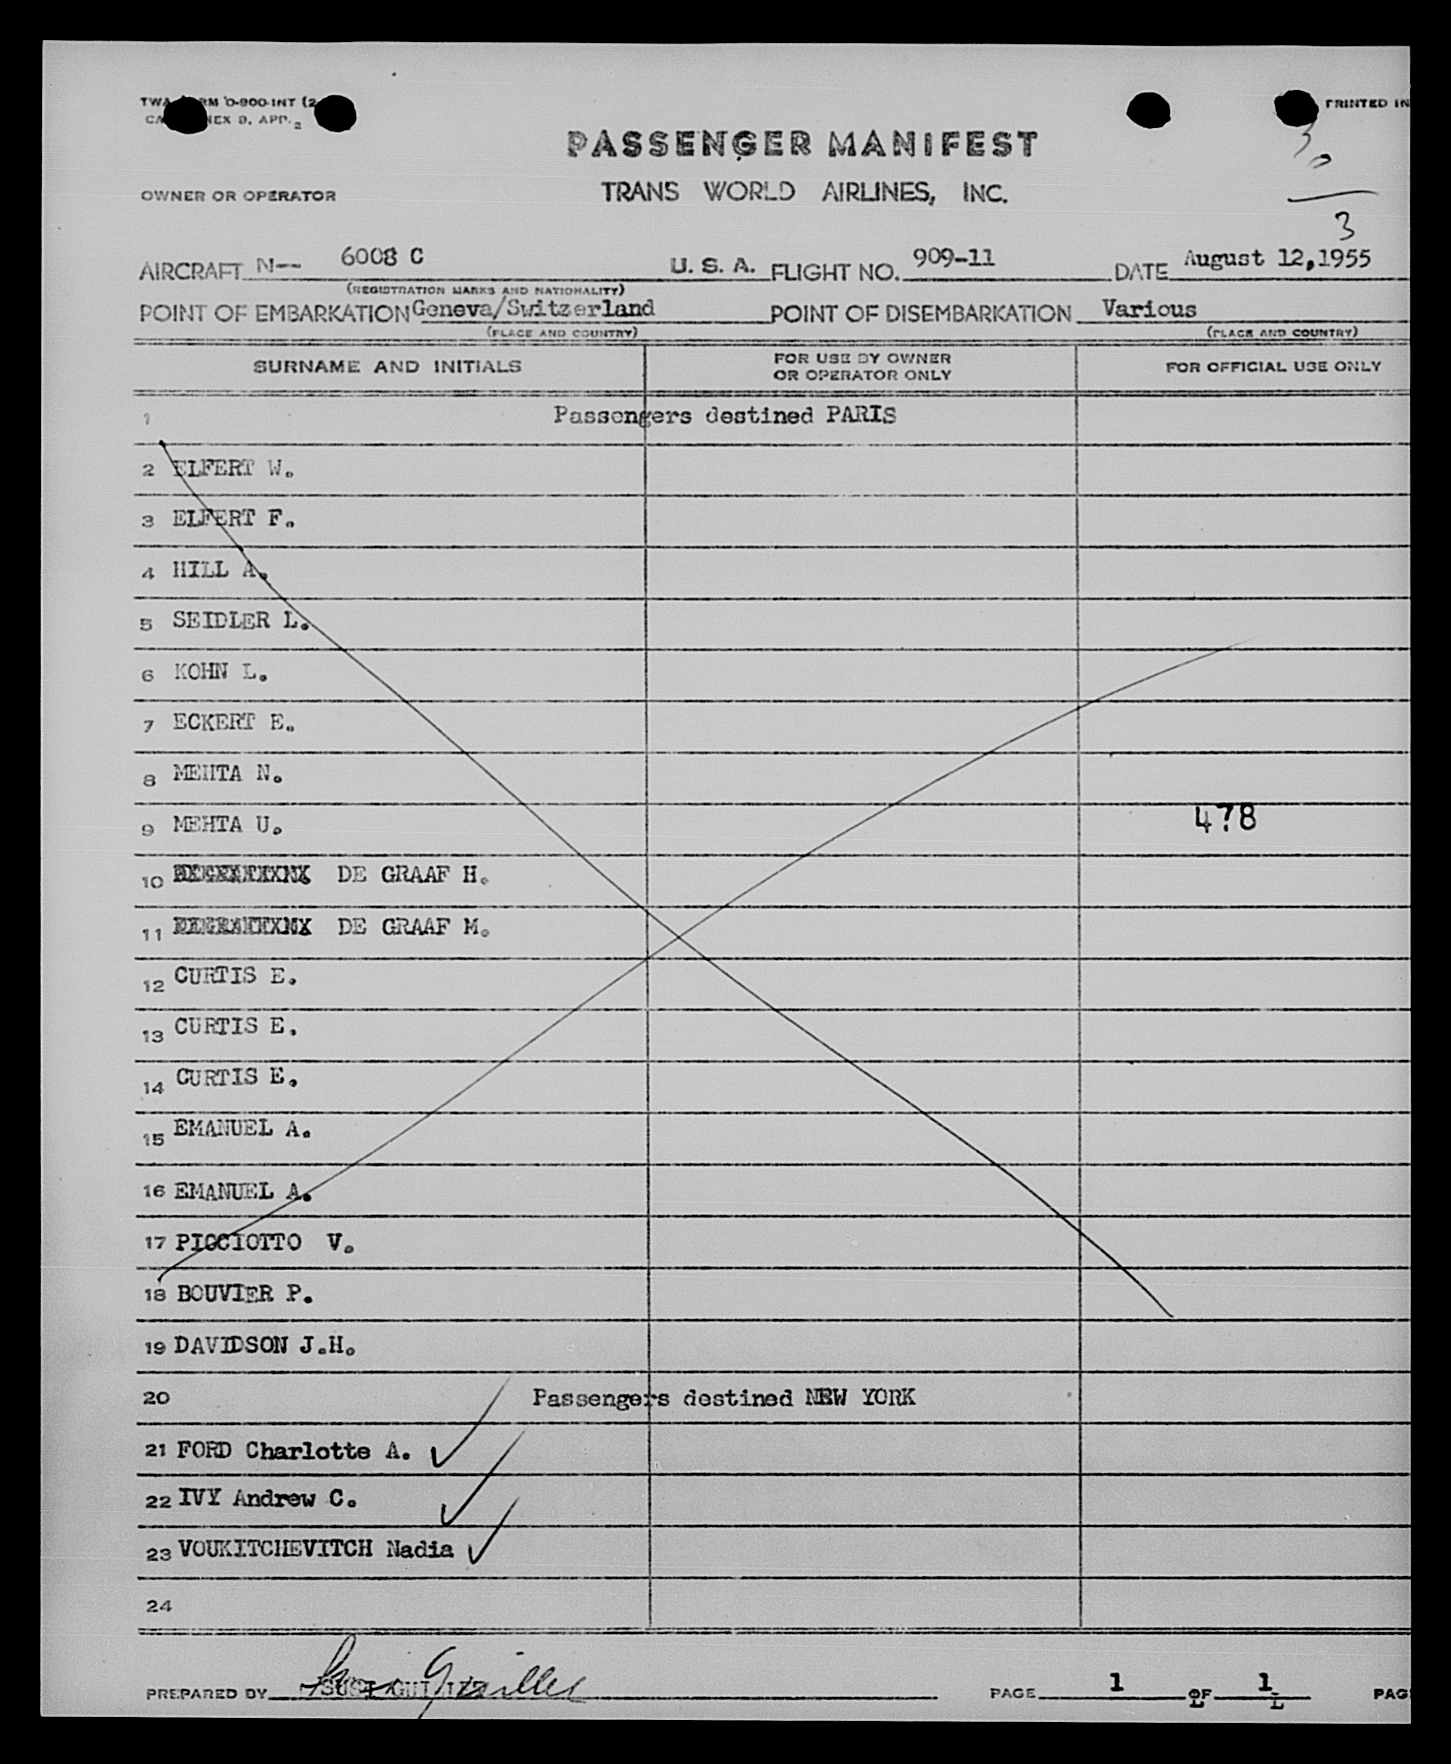 PRINTED IN
PASSENGER MANIFEST
OWNER OR OPERATOR TRANS WORLD AIRLINES, INC.
3
0
3
AIRCRAFT N-- 6008 C U. S. A. FLIGHT NO. 909-11 DATE August 12,1955
(REGISTRATION MARKS AND NATIONALITY)
POINT OF EMBARKATION Geneva/Switzerland POINT OF DISEMBARKATION Various
(PLACE AND COUNTRY) (PLACE AND COUNTRY)
SURNAME AND INITIALS FOR USE BY OWNER OR OPERATOR ONLY FOR OFFICIAL USE ONLY
1 Passengers destined PARIS
2 ELFERT W.
3 ELFERT F.
4 HILL A.
5 SEIDLER L.
6 KOHN L.
7 ECKERT E.
8 MEHTA N.
9 MEHTA U. 478
10 DE GRAAF H.
11 DE GRAAF M.
12 CURTIS E.
13 CURTIS E.
14 CURTIS E.
15 EMANUEL A.
16 EMANUEL A.
17 PICCIOTTO V.
18 BOUVIER P.
19 DAVIDSON J.H.
20 Passengers destined NEW YORK
21 FORD Charlotte A.
22 IVY Andrew C.
23 VOUKITCHEVITCH Nadia
24
PREPARED BY PAGE 1 OF 1 PAG